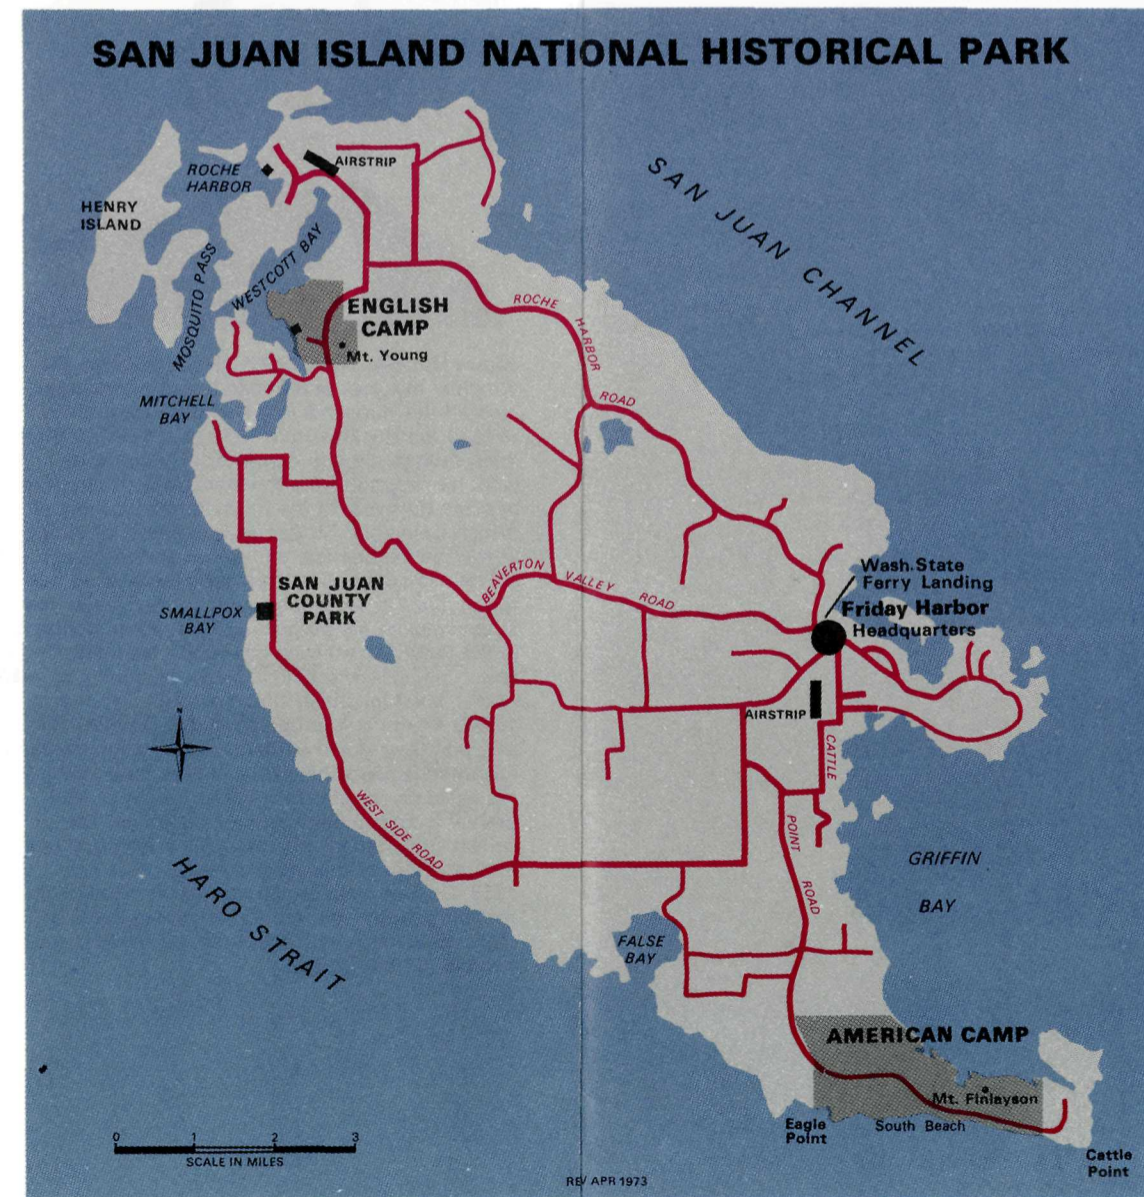 SAN JUAN ISLAND NATIONAL HISTORICAL PARK
ROCHE
HARBOR
AIRSTRIP
HENRY
ISLAND
SAN JUAN CHANNEL
MOSQUITO PASS
WESTCOTT BAY
ENGLISH
CAMP
Mt. Young
ROCHE
HARBOR
ROAD
MITCHELL
BAY
SAN JUAN
COUNTY
PARK
SMALLPOX
BAY
BEAVERTON
VALLEY
ROAD
Wash. State
Ferry Landing
Friday Harbor
Headquarters
AIRSTRIP
CATTLE
POINT
ROAD
N
WEST SIDE ROAD
HARO STRAIT
GRIFFIN
BAY
FALSE
BAY
AMERICAN CAMP
Mt. Finlayson
Eagle
Point
South Beach
Cattle
Point
0 1 2 3
SCALE IN MILES
REV APR 1973